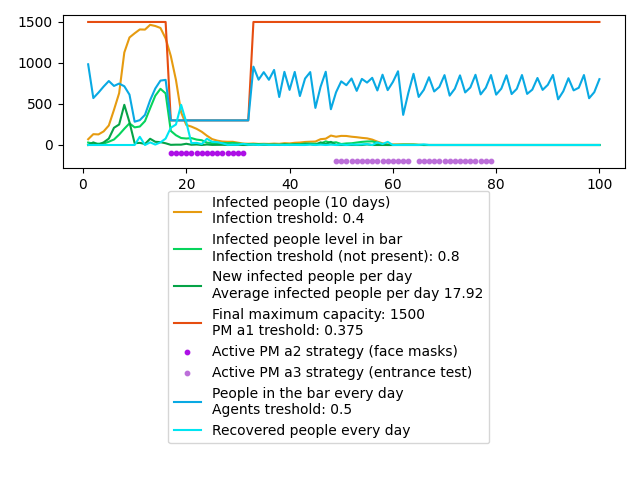 1500
1000
500
0
0 20 40 60 80 100
Infected people (10 days)
Infection treshold: 0.4
Infected people level in bar
Infection treshold (not present): 0.8
New infected people per day
Average infected people per day 17.92
Final maximum capacity: 1500
PM a1 treshold: 0.375
Active PM a2 strategy (face masks)
Active PM a3 strategy (entrance test)
People in the bar every day
Agents treshold: 0.5
Recovered people every day